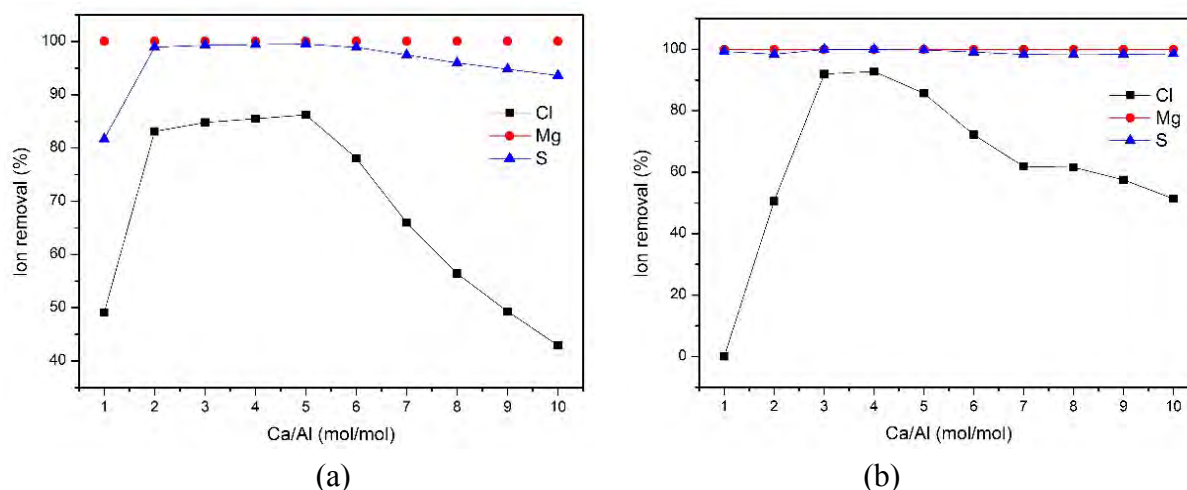 100
90
80
70
60
50
40
Ion removal (%)
Cl
Mg
S
1 2 3 4 5 6 7 8 9 10
Ca/Al (mol/mol)
(a)
100
80
60
40
20
0
Ion removal (%)
Cl
Mg
S
1 2 3 4 5 6 7 8 9 10
Ca/Al (mol/mol)
(b)